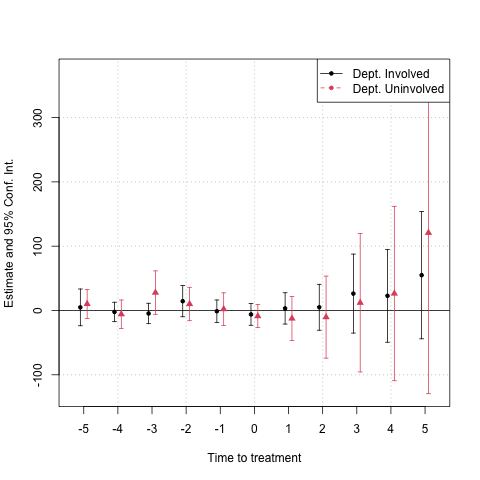 Dept. Involved
Dept. Uninvolved
Estimate and 95% Conf. Int.
300
200
100
0
-100
-5 -4 -3 -2 -1 0 1 2 3 4 5
Time to treatment